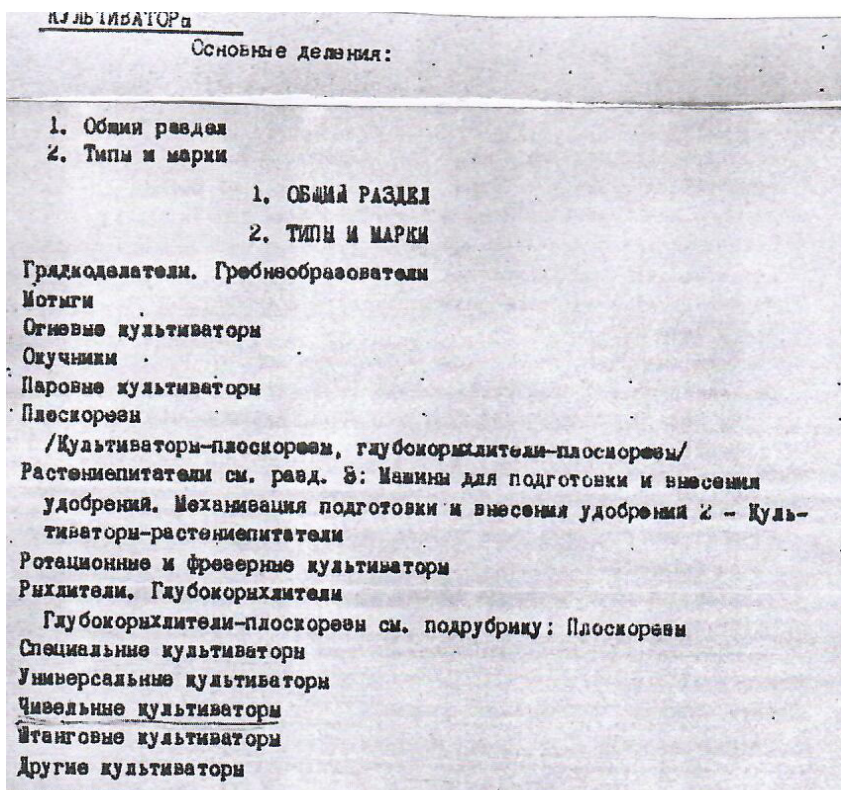 КУЛЬТИВАТОРЫ
Основные деления:
1. Общий раздел
2. Типы и марки
1. ОБЩИЙ РАЗДЕЛ
2. ТИПЫ И МАРКИ
Грядкоделатели. Гребнеобразователи
Мотыги
Огневые культиваторы
Окучники
Паровые культиваторы
Плоскорезы
/Культиваторы-плоскорезы, глубокорыхлители-плоскорезы/
Растениепитатели см. разд. 8: Машины для подготовки и внесения
удобрений. Механизация подготовки и внесения удобрений 2 - Куль-
тиваторы-растениепитатели
Ротационные и фрезерные культиваторы
Рыхлители. Глубокорыхлители
Глубокорыхлители-плоскорезы см. подрубрику: Плоскорезы
Специальные культиваторы
Универсальные культиваторы
Чизельные культиваторы
Штанговые культиваторы
Другие культиваторы